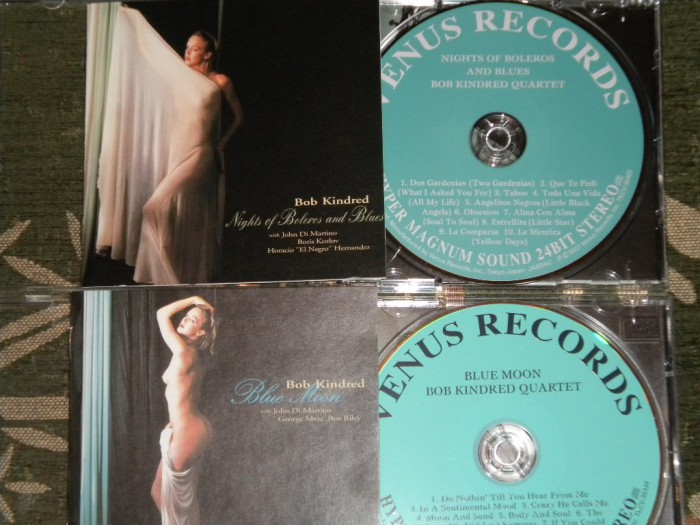 Bob Kindred
Nights of Boleros and Blues
with John Di Martino
Boris Kozlov
Horacio "El Negro" Hernandez
VENUS RECORDS
NIGHTS OF BOLEROS
AND BLUES
BOB KINDRED QUARTET
1. Dos Gardenias (Two Gardenias) 2. Que Te Pedi
(What I Asked You For) 3. Taboo 4. Toda Una Vida
(All My Life) 5. Angelitos Negros (Little Black
Angels) 6. Obsesion 7. Alma Con Alma
(Soul To Soul) 8. Estrellita (Little Star)
9. La Comparsa 10. La Mentira
(Yellow Days)
HYPER MAGNUM SOUND 24BIT STEREO
Bob Kindred
Blue Moon
with John Di Martino
George Mraz Ben Riley
VENUS RECORDS
BLUE MOON
BOB KINDRED QUARTET
1. Do Nothin' Till You Hear From Me
2. In A Sentimental Mood 3. Crazy He Calls Me
4. Moon And Sand 5. Body And Soul 6. The
7. If You Could
HYP
STEREO